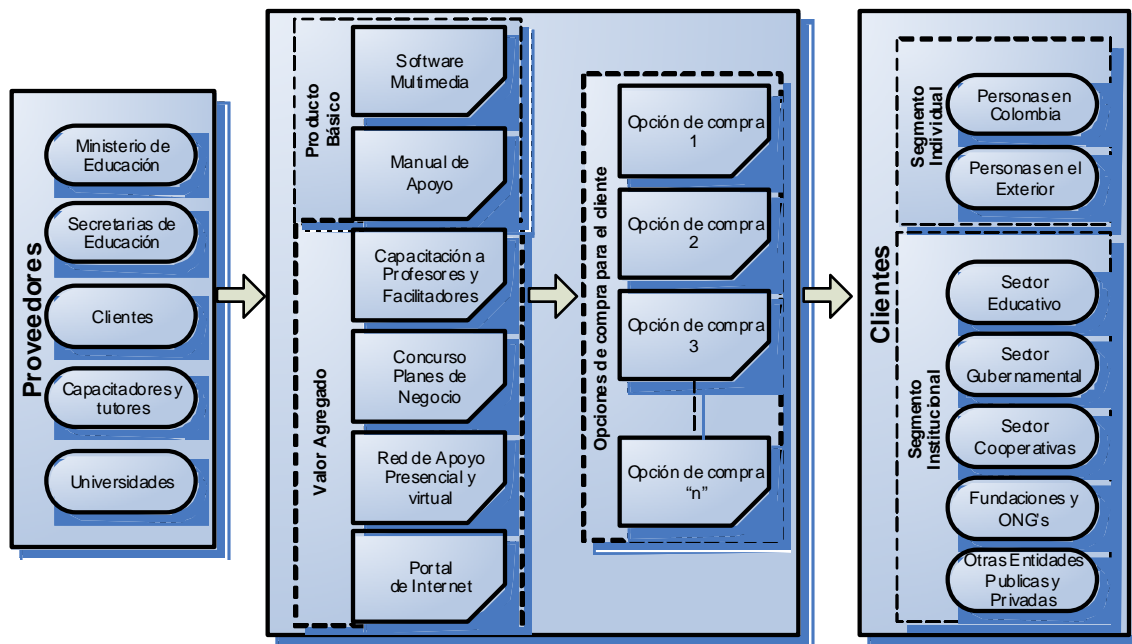 Proveedores
Ministerio de
Educación
Secretarias de
Educación
Clientes
Capacitadores y
tutores
Universidades
Producto
Básico
Software
Multimedia
Manual de
Apoyo
Valor Agregado
Capacitación a
Profesores y
Facilitadores
Concurso
Planes de
Negocio
Red de Apoyo
Presencial y
virtual
Portal
de Internet
Opciones de compra para el cliente
Opción de compra
1
Opción de compra
2
Opción de compra
3
Opción de compra
“n”
Clientes
Segmento
Individual
Personas en
Colombia
Personas en el
Exterior
Segmento
Institucional
Sector
Educativo
Sector
Gubernamental
Sector
Cooperativas
Fundaciones y
ONG's
Otras Entidades
Publicas y
Privadas